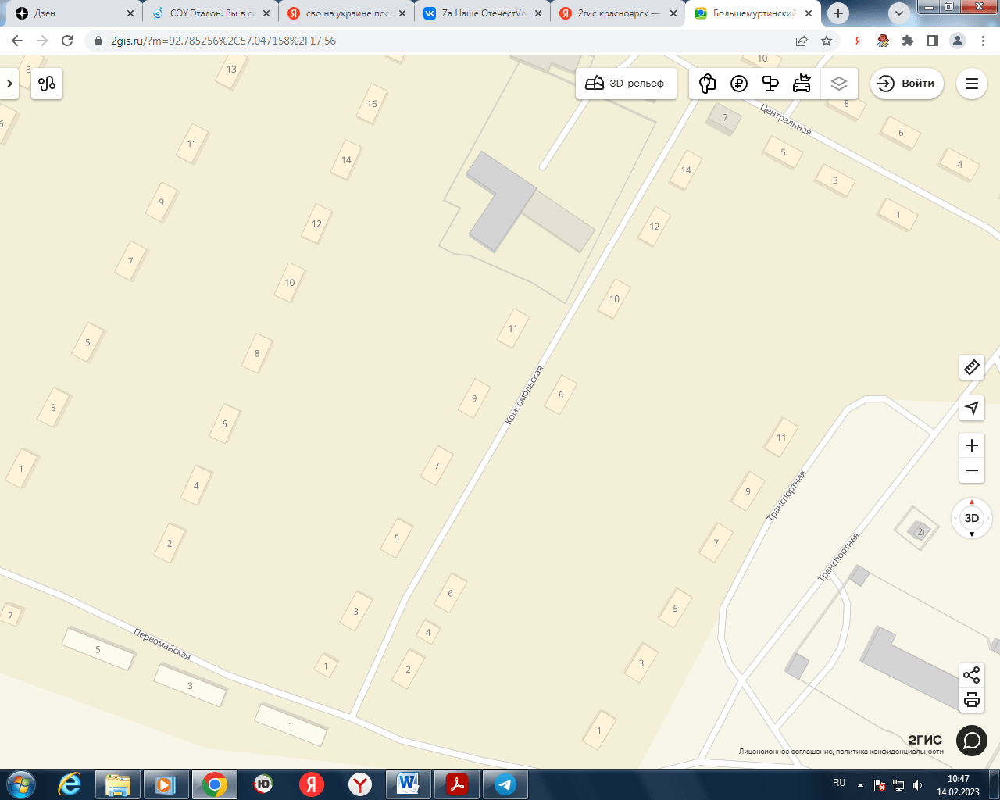 Дзен
СОУ Эталон. Вы в си
сво на украине посл
Za Наше ОтечестVо
2гис красноярск —
Большемуртинский
2gis.ru/?m=92.785256%2C57.047158%2F17.56
Я
3D-рельеф
₽
Войти
8
13
10
16
8
7
Центральная
6
6
11
5
4
14
14
3
9
1
12
12
7
10
10
11
5
8
Комсомольская
8
9
3
6
11
7
1
4
9
Транспортная
3D
5
7
2г
2
Транспортная
6
5
3
7
4
Первомайская
5
3
1
2
3
1
1
2ГИС
Лицензионное соглашение, политика конфиденциальности
Ю
Я
Y
W
RU
10:47
14.02.2023